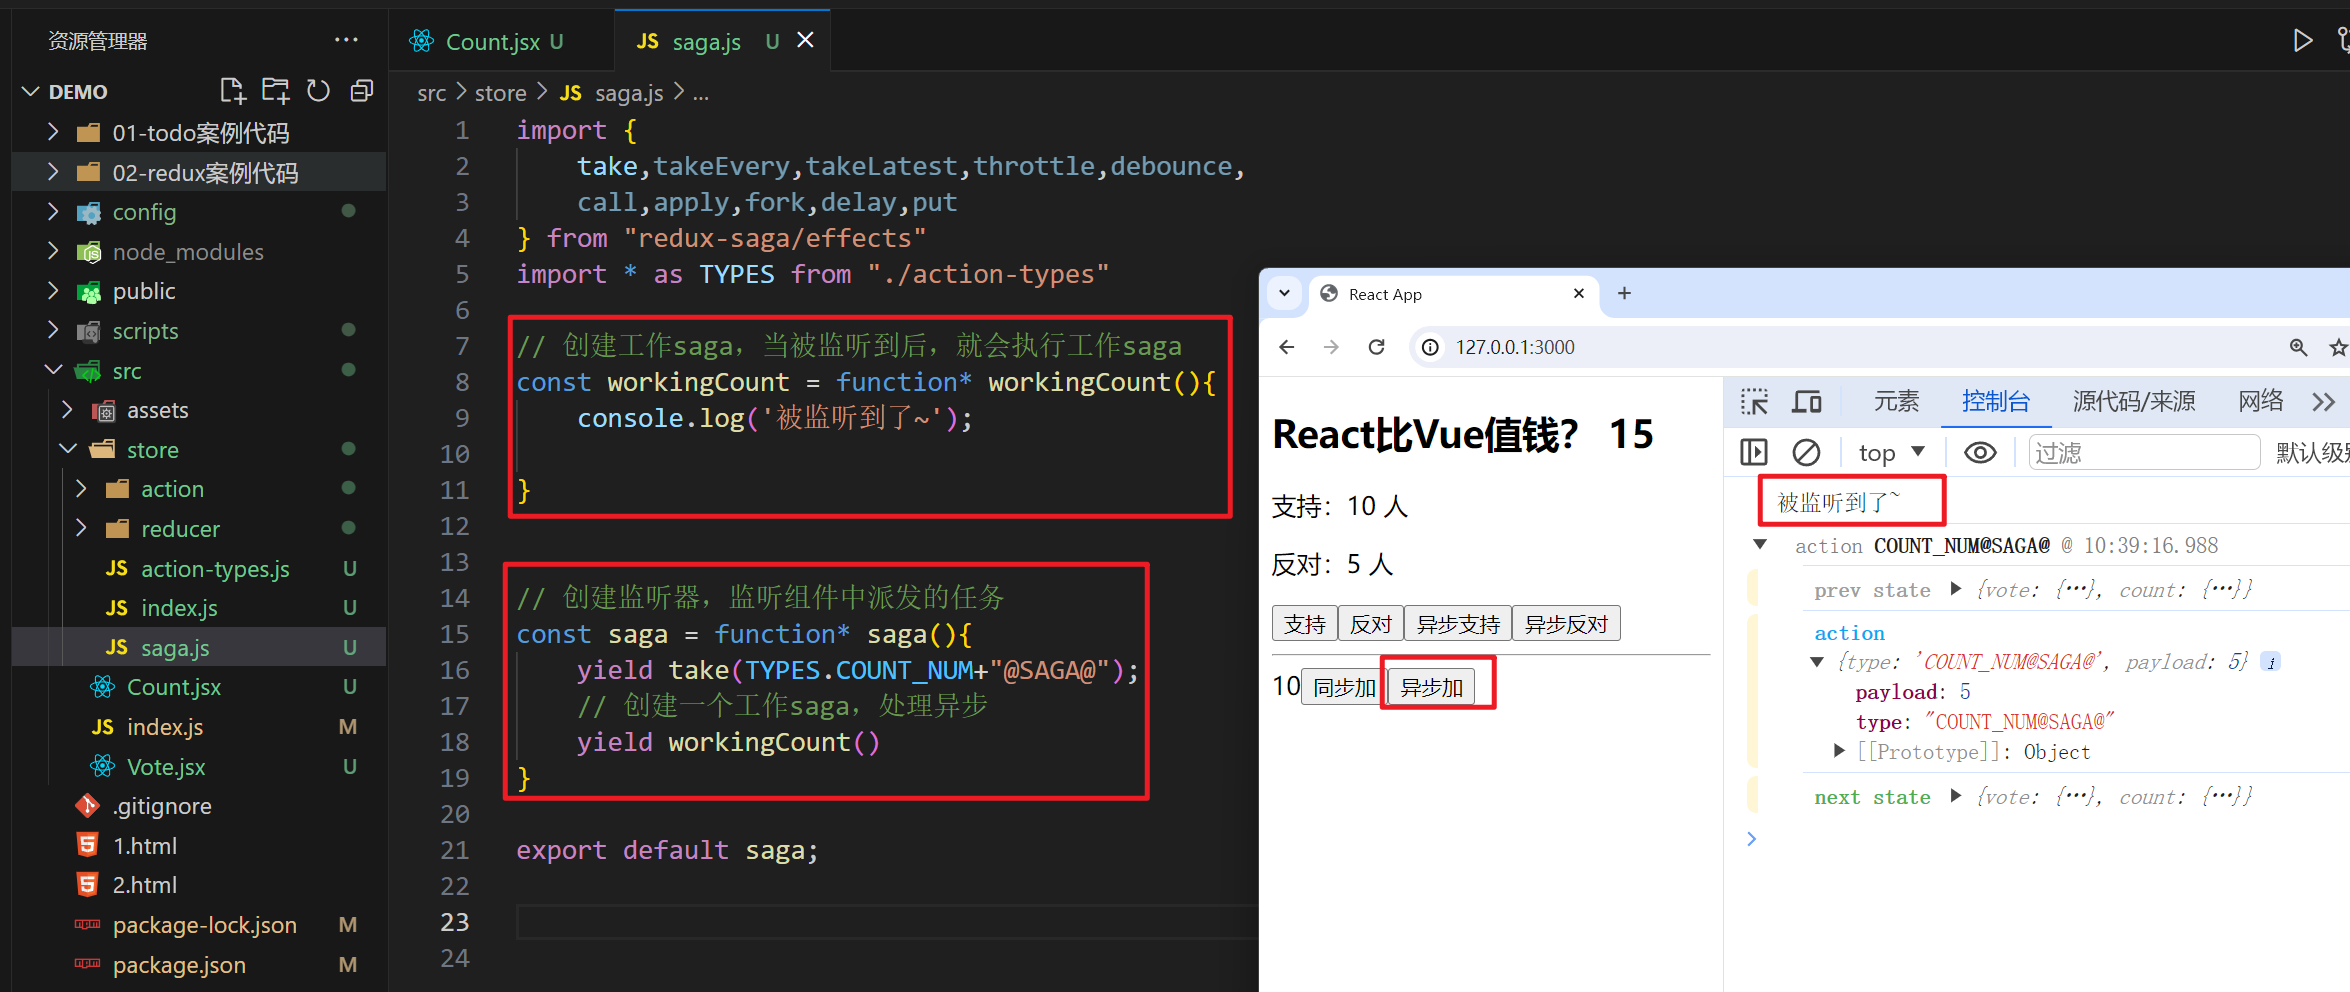 资源管理器
DEMO
01-todo案例代码
02-redux案例代码
config
node_modules
public
scripts
src
assets
store
action
reducer
action-types.js U
index.js U
saga.js U
Count.jsx U
index.js M
Vote.jsx U
.gitignore
1.html
2.html
package-lock.json M
package.json M
Count.jsx U
JS saga.js U
src > store > JS saga.js > ...
1 import {
2 take,takeEvery,takeLatest,throttle,debounce,
3 call,apply,fork,delay,put
4 } from "redux-saga/effects"
5 import * as TYPES from "./action-types"
6
7 // 创建工作saga，当被监听到后，就会执行工作saga
8 const workingCount = function* workingCount(){
9 console.log('被监听到了~');
10
11 }
12
13
14 // 创建监听器，监听组件中派发的任务
15 const saga = function* saga(){
16 yield take(TYPES.COUNT_NUM+"@SAGA@");
17 // 创建一个工作saga，处理异步
18 yield workingCount()
19 }
20
21 export default saga;
22
23
24
React App
127.0.0.1:3000
React比Vue值钱？ 15
支持：10 人
反对：5 人
支持 反对 异步支持 异步反对
10 同步加 异步加
元素 控制台 源代码/来源 网络
top 过滤 默认级
被监听到了~
action COUNT_NUM@SAGA@ @ 10:39:16.988
prev state {vote: {…}, count: {…}}
action
{type: 'COUNT_NUM@SAGA@', payload: 5} i
payload: 5
type: "COUNT_NUM@SAGA@"
[[Prototype]]: Object
next state {vote: {…}, count: {…}}